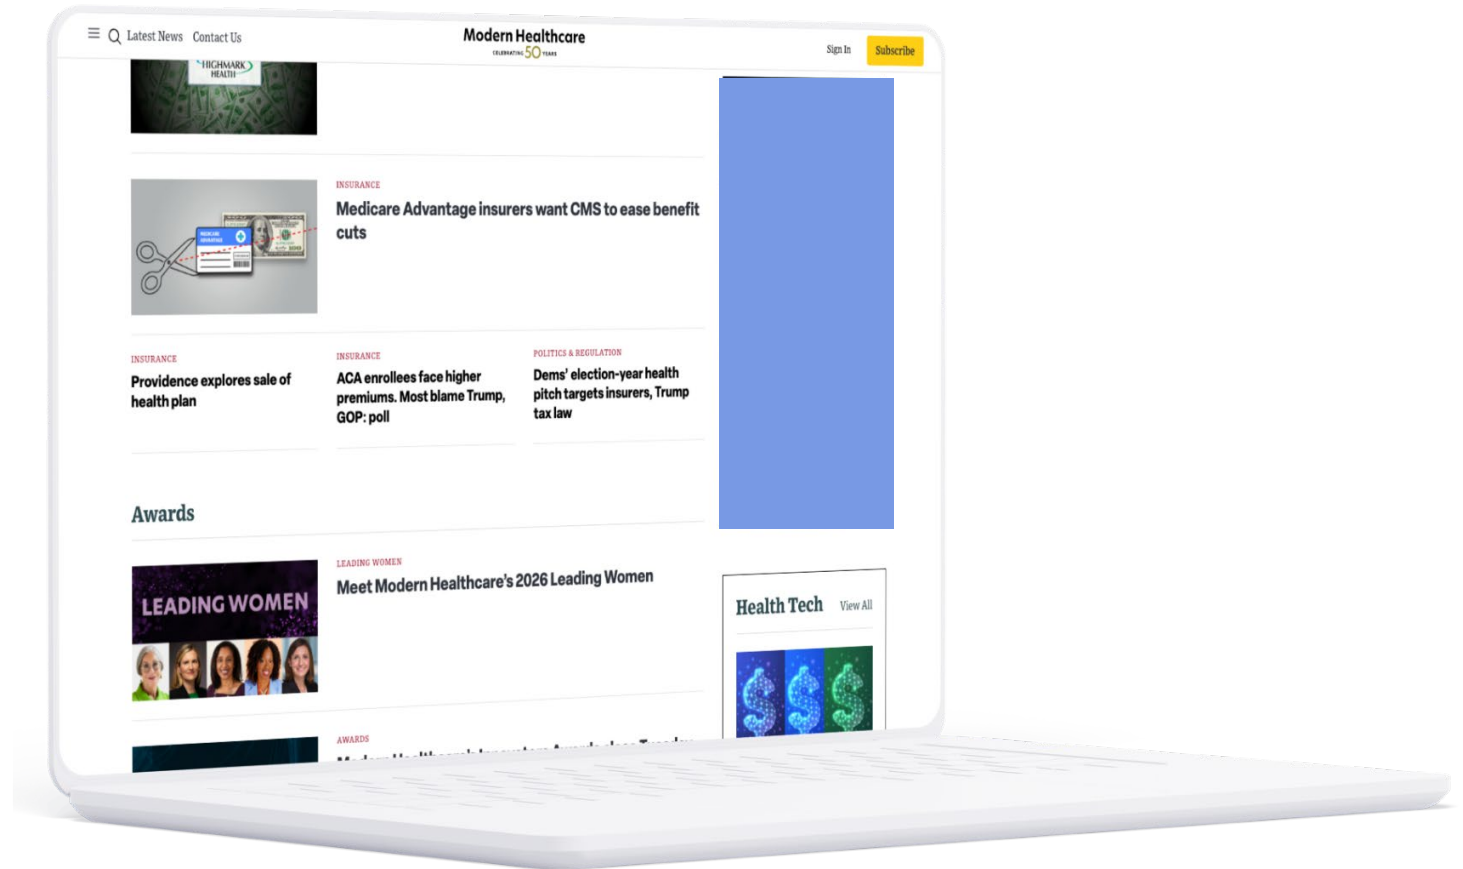 Latest News
Contact Us
Modern Healthcare
CELEBRATING 50 YEARS
Sign In
Subscribe
HIGHMARK
HEALTH
MEDICARE
ADVANTAGE
INSURANCE
Medicare Advantage insurers want CMS to ease benefit
cuts
INSURANCE
Providence explores sale of
health plan
INSURANCE
ACA enrollees face higher
premiums. Most blame Trump,
GOP: poll
POLITICS & REGULATION
Dems’ election-year health
pitch targets insurers, Trump
tax law
Awards
LEADING WOMEN
LEADING WOMEN
Meet Modern Healthcare’s 2026 Leading Women
Health Tech
View All
AWARDS